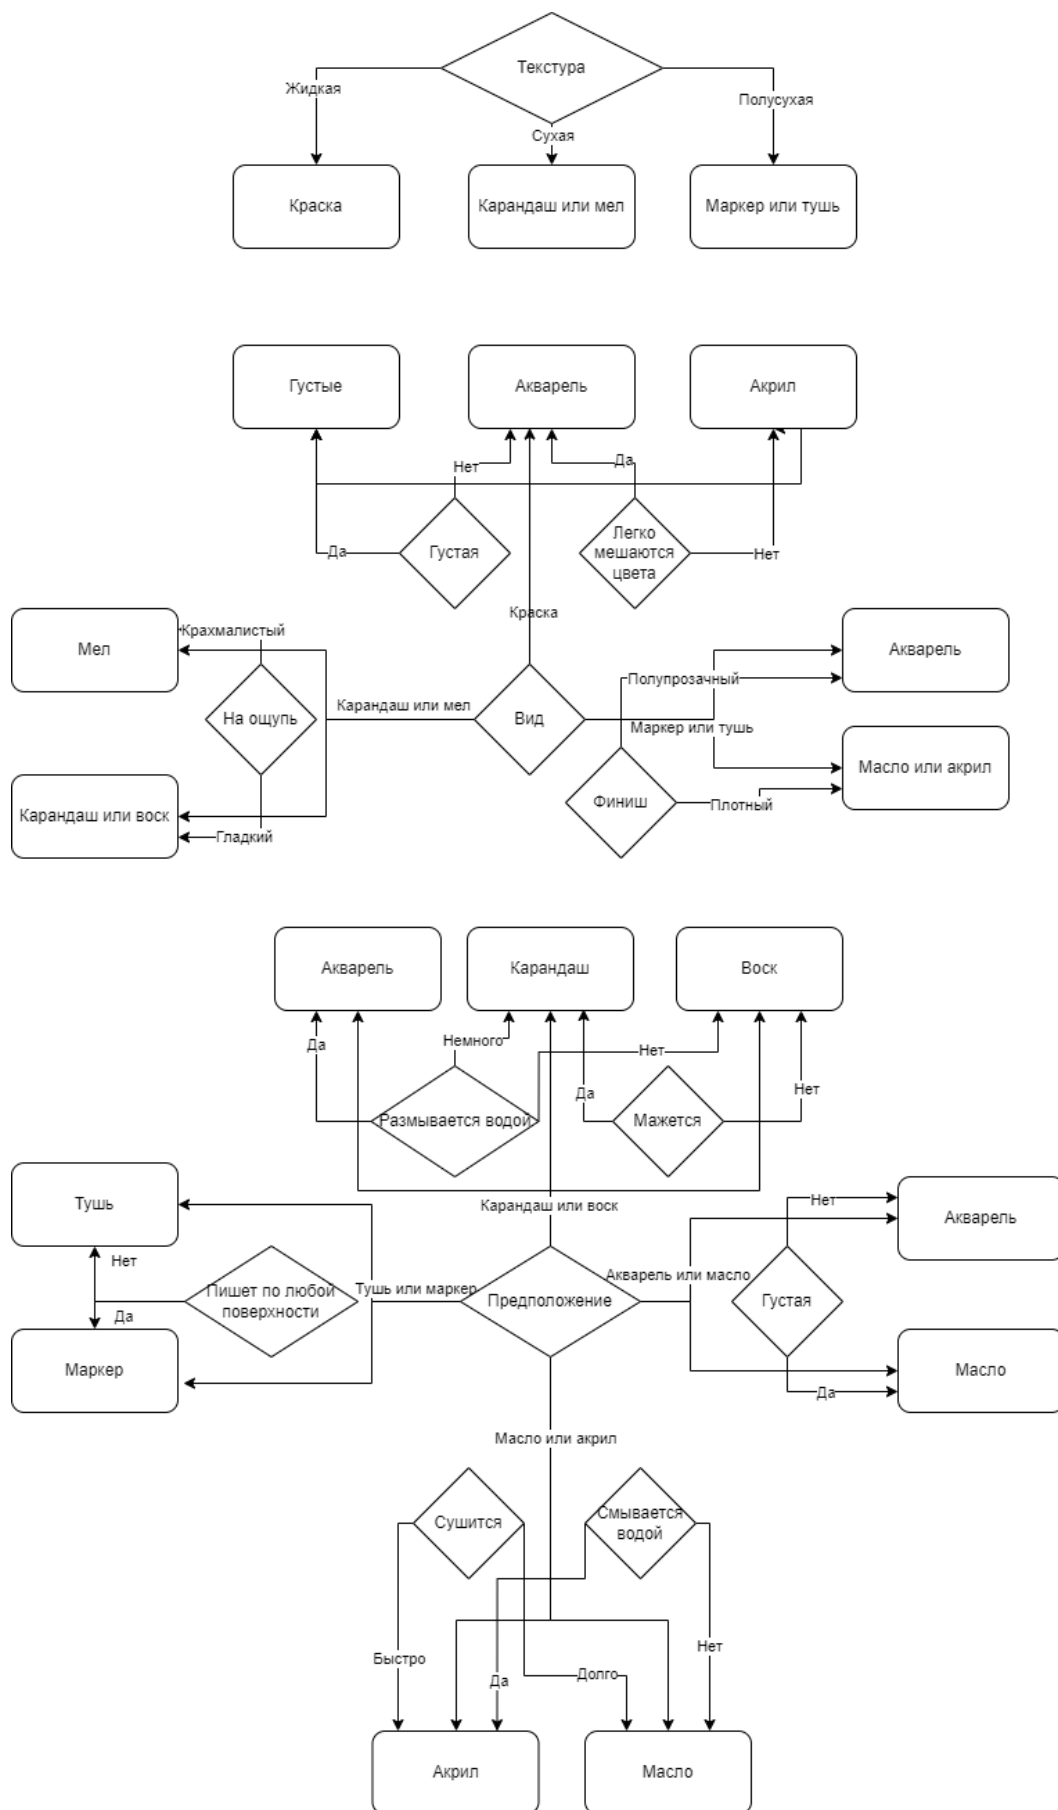 Текстура
Жидкая
Полусухая
Сухая
Краска
Карандаш или мел
Маркер или тушь
Густые
Акварель
Акрил
Нет
Да
Да
Густая
Легко
мешаются
цвета
Нет
Краска
Крахмалистый
Мел
Акварель
Полупрозачный
На ощупь
Карандаш или мел
Вид
Маркер или тушь
Масло или акрил
Финиш
Плотный
Карандаш или воск
Гладкий
Акварель
Карандаш
Воск
Да
Немного
Нет
Да
Нет
Размывается водой
Мажется
Тушь
Карандаш или воск
Нет
Акварель
Нет
Пишет по любой
поверхности
Тушь или маркер
Предположение
Акварель или масло
Густая
Да
Маркер
Масло
Да
Масло или акрил
Сушится
Смывается
водой
Быстро
Да
Долго
Нет
Акрил
Масло